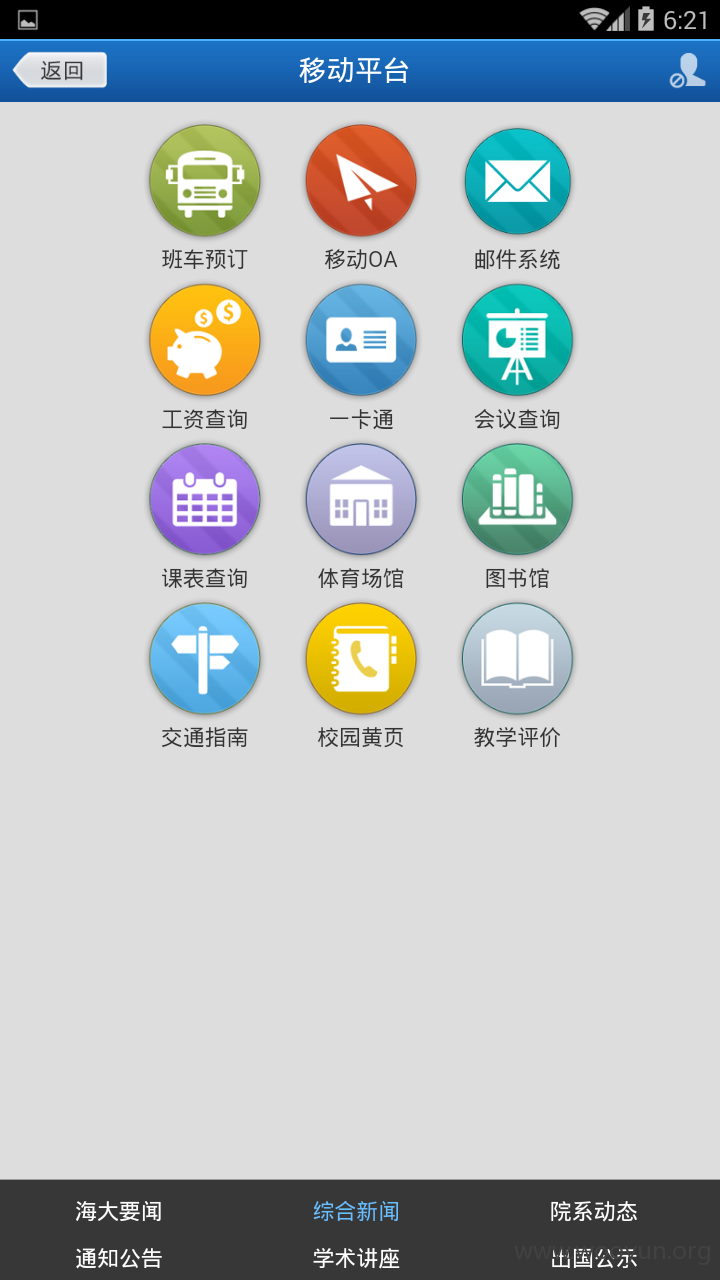 6:21
返回
移动平台
班车预订 移动OA 邮件系统
$ $
工资查询 一卡通 会议查询
课表查询 体育场馆 图书馆
交通指南 校园黄页 教学评价
海大要闻 综合新闻 院系动态
通知公告 学术讲座 出国公示
www.wooyun.org